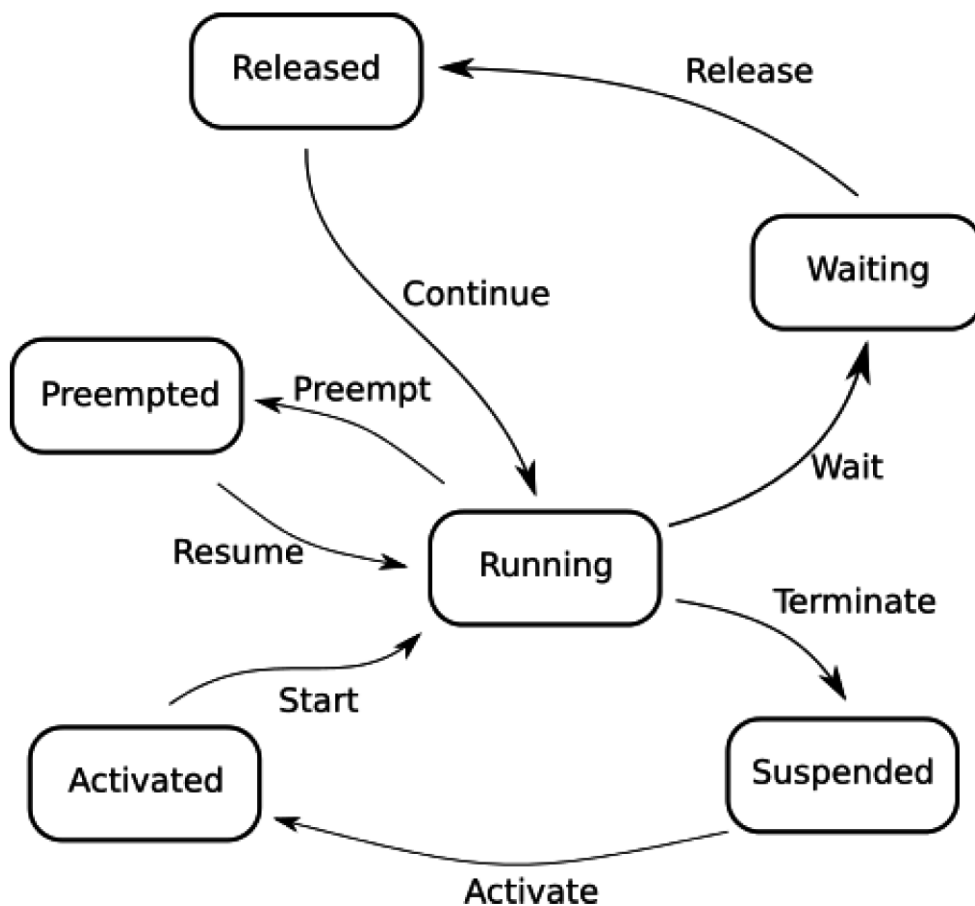 Released
Release
Waiting
Continue
Preempted
Preempt
Wait
Resume
Running
Terminate
Start
Activated
Suspended
Activate